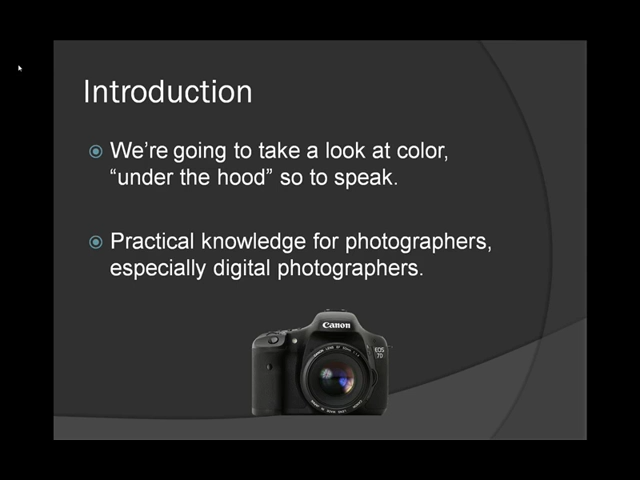 Introduction
We're going to take a look at color,
“under the hood” so to speak.
Practical knowledge for photographers,
especially digital photographers.
Canon
EOS
7D